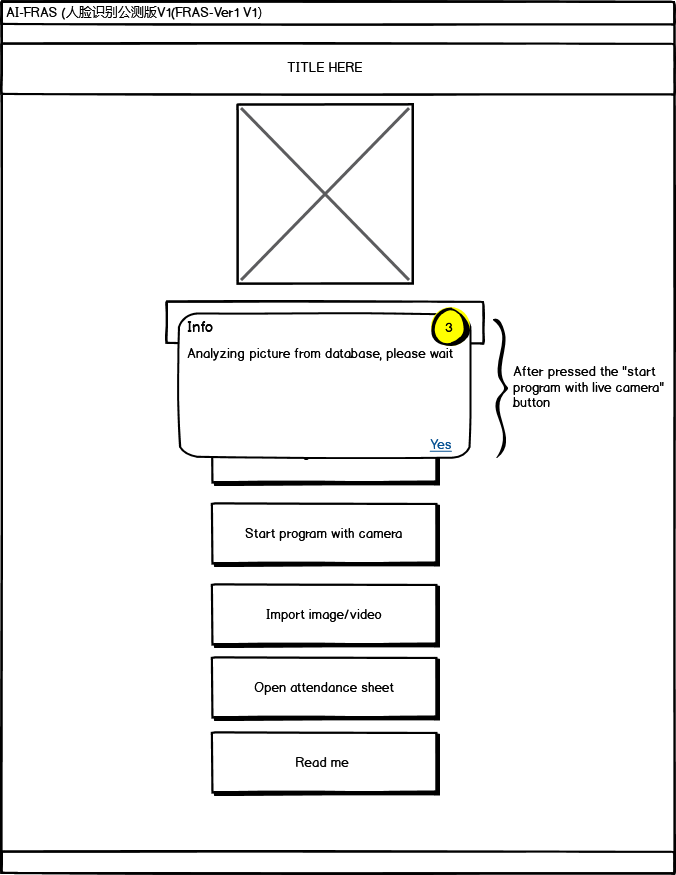 AI-FRAS (人脸识别公测版V1(FRAS-Ver1 V1)
TITLE HERE
Info
3
Analyzing picture from database, please wait
Yes
After pressed the "start
program with live camera"
button
Start program with camera
Import image/video
Open attendance sheet
Read me